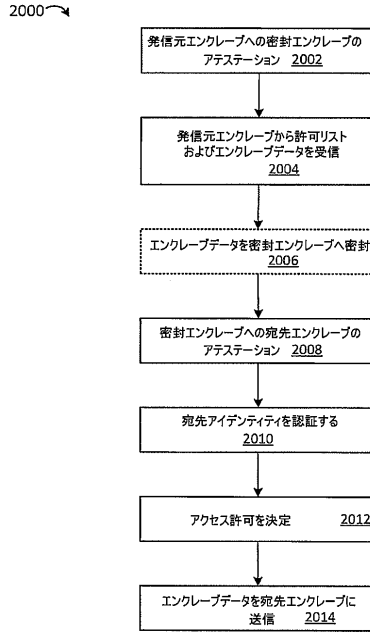 2000
発信元エンクレーブへの密封エンクレーブの
アテステーション 2002
発信元エンクレーブから許可リスト
およびエンクレーブデータを受信
2004
エンクレーブデータを密封エンクレーブへ密封
2006
密封エンクレーブへの宛先エンクレーブの
アテステーション 2008
宛先アイデンティティを認証する
2010
アクセス許可を決定 2012
エンクレーブデータを宛先エンクレーブに
送信 2014